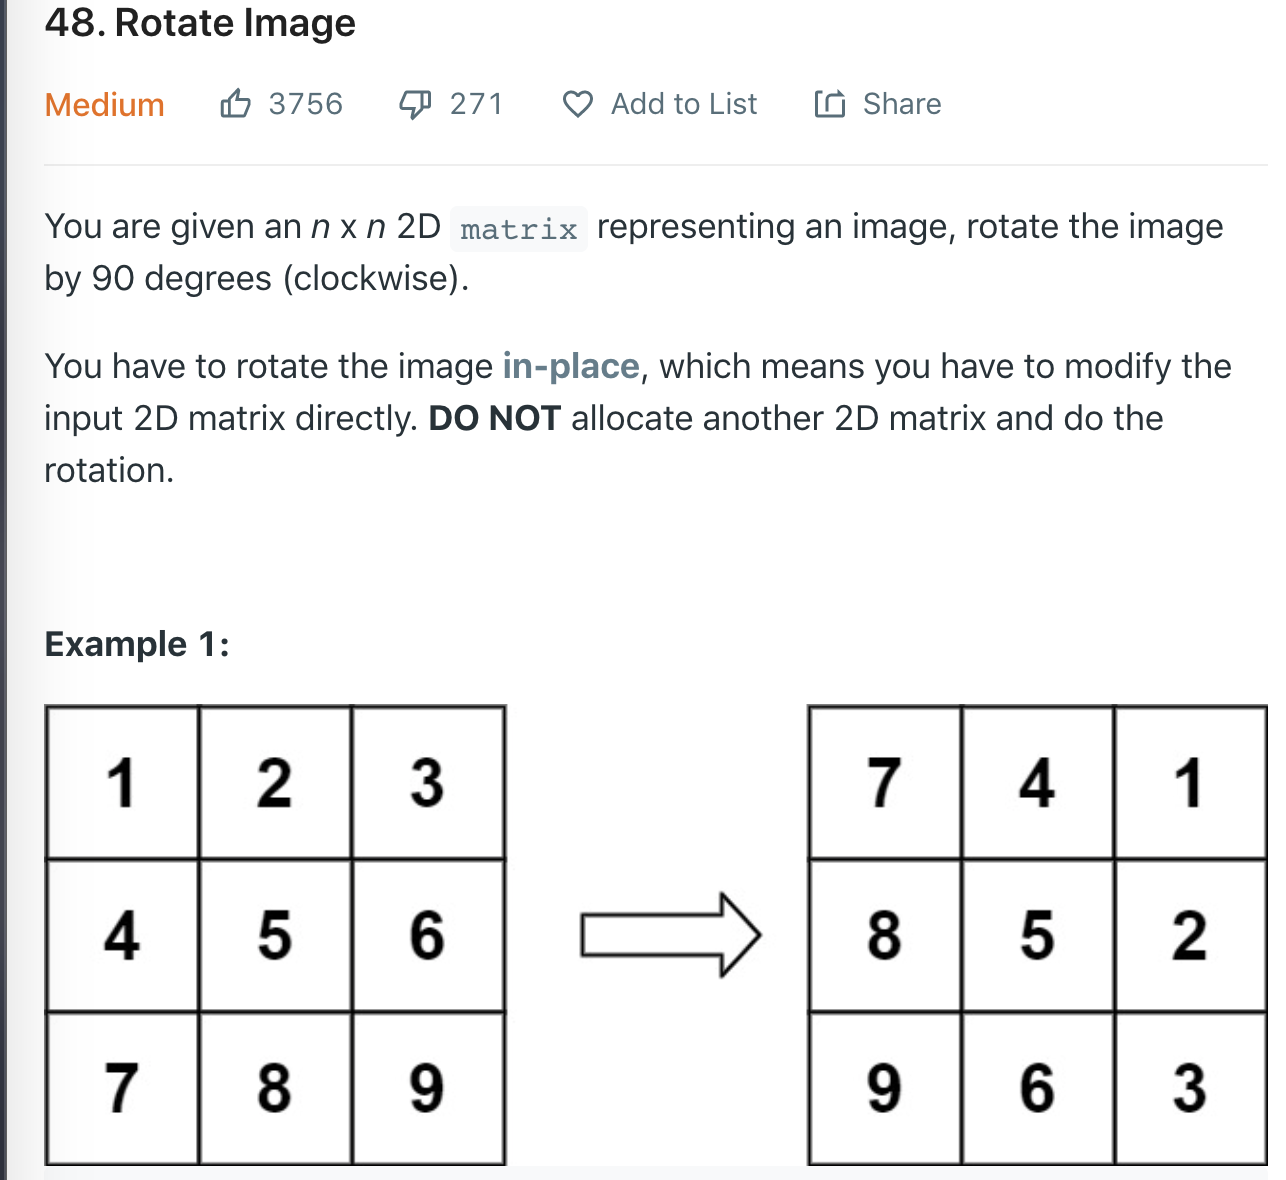 48. Rotate Image
Medium 3756 271 Add to List Share
You are given an n x n 2D matrix representing an image, rotate the image
by 90 degrees (clockwise).
You have to rotate the image in-place, which means you have to modify the
input 2D matrix directly. DO NOT allocate another 2D matrix and do the
rotation.
Example 1:
1 2 3 7 4 1
4 5 6 8 5 2
7 8 9 9 6 3